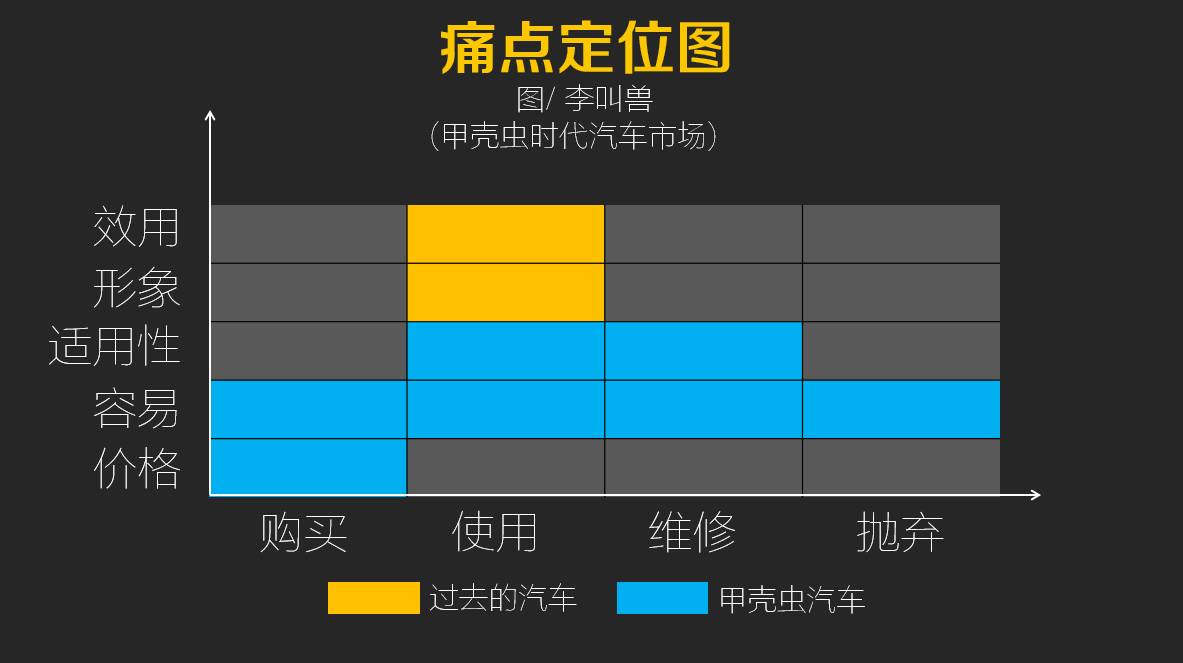 痛点定位图
图/ 李叫兽
（甲壳虫时代汽车市场）
效用
形象
适用性
容易
价格
购买 使用 维修 抛弃
过去的汽车 甲壳虫汽车